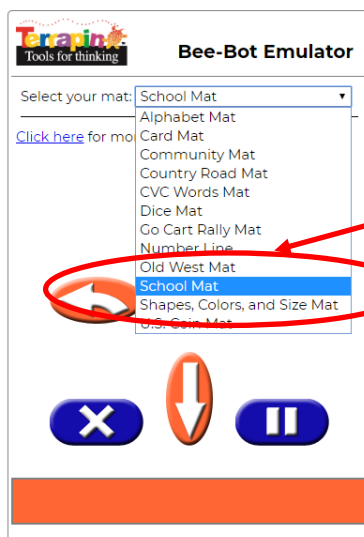 Terrapin
Tools for thinking
Bee-Bot Emulator
Select your mat: School Mat
Alphabet Mat
Click here for mo
Card Mat
Community Mat
Country Road Mat
CVC Words Mat
Dice Mat
Go Cart Rally Mat
Number Line
Old West Mat
School Mat
Shapes, Colors, and Size Mat
U.S. Coin Mat